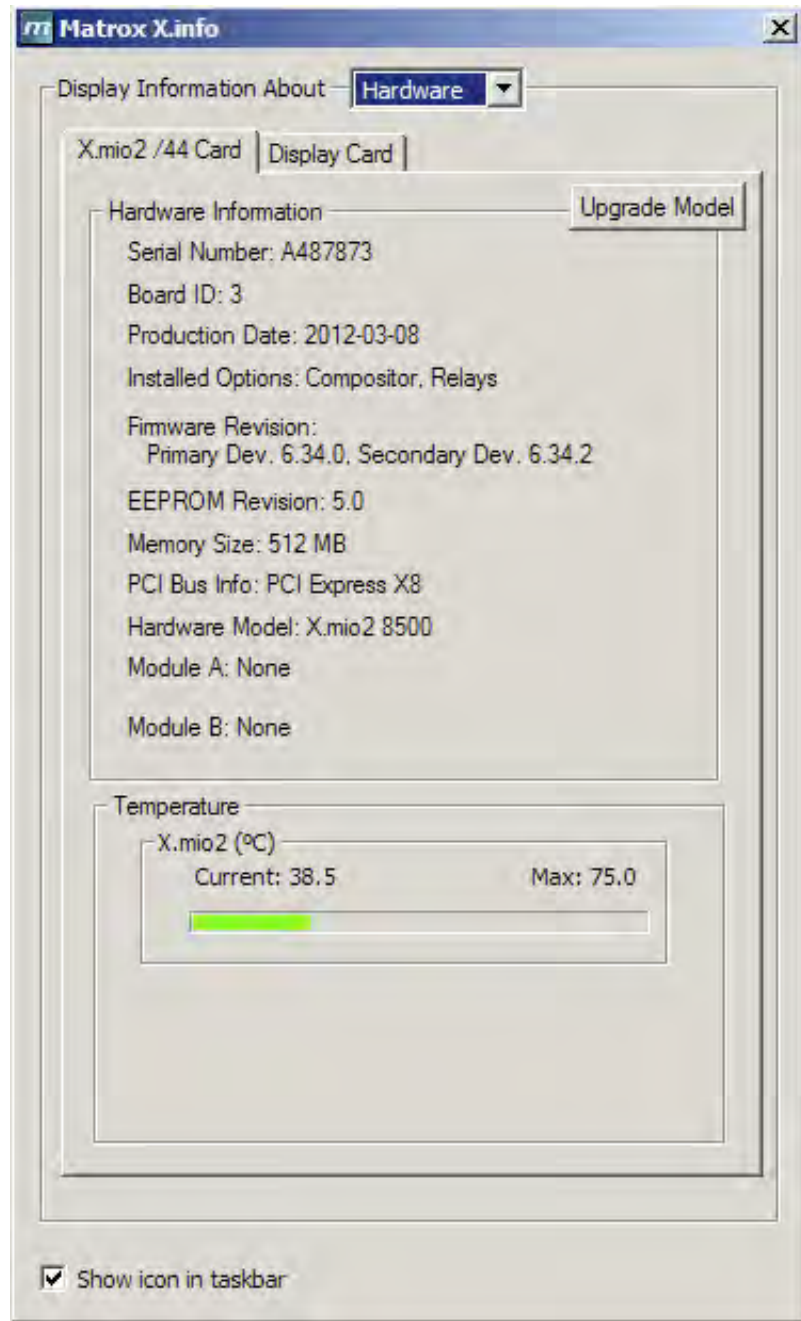 m Matrox X.info
Display Information About Hardware
X.mio2 /44 Card Display Card
Hardware Information Upgrade Model
Serial Number: A487873
Board ID: 3
Production Date: 2012-03-08
Installed Options: Compositor, Relays
Firmware Revision:
Primary Dev. 6.34.0, Secondary Dev. 6.34.2
EEPROM Revision: 5.0
Memory Size: 512 MB
PCI Bus Info: PCI Express X8
Hardware Model: X.mio2 8500
Module A: None
Module B: None
Temperature
X.mio2 (ºC)
Current: 38.5 Max: 75.0
Show icon in taskbar